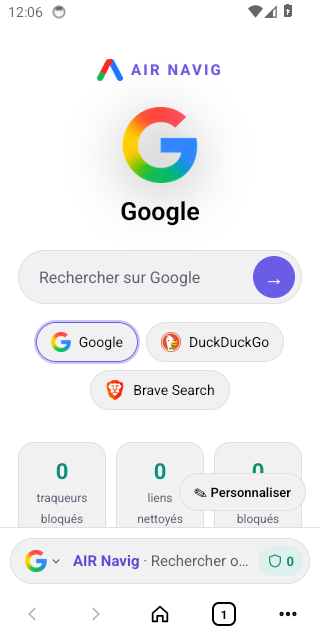 12:06
AIR NAVIG
Google
Rechercher sur Google
→
Google
DuckDuckGo
Brave Search
0
0
0
traqueurs
liens
✎ Personnaliser
bloqués
nettoyés
bloqués
AIR Navig · Rechercher o...
0
1